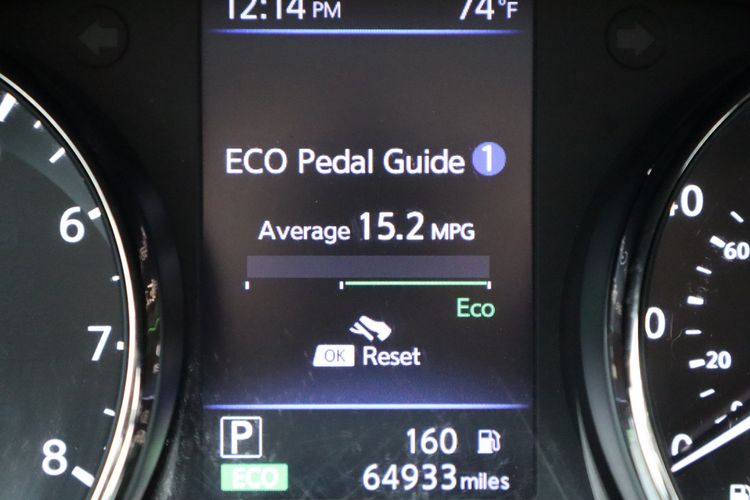 12:14 PM 74°F
ECO Pedal Guide 1
Average 15.2 MPG
Eco
OK Reset
P 160
ECO 64933 miles
6
7
8
40
60
20
0